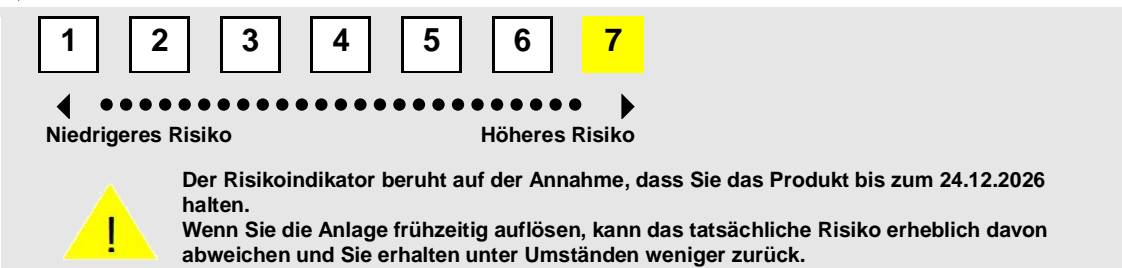 1 2 3 4 5 6 7
Niedrigeres Risiko Höheres Risiko
Der Risikoindikator beruht auf der Annahme, dass Sie das Produkt bis zum 24.12.2026
halten.
Wenn Sie die Anlage frühzeitig auflösen, kann das tatsächliche Risiko erheblich davon
! abweichen und Sie erhalten unter Umständen weniger zurück.